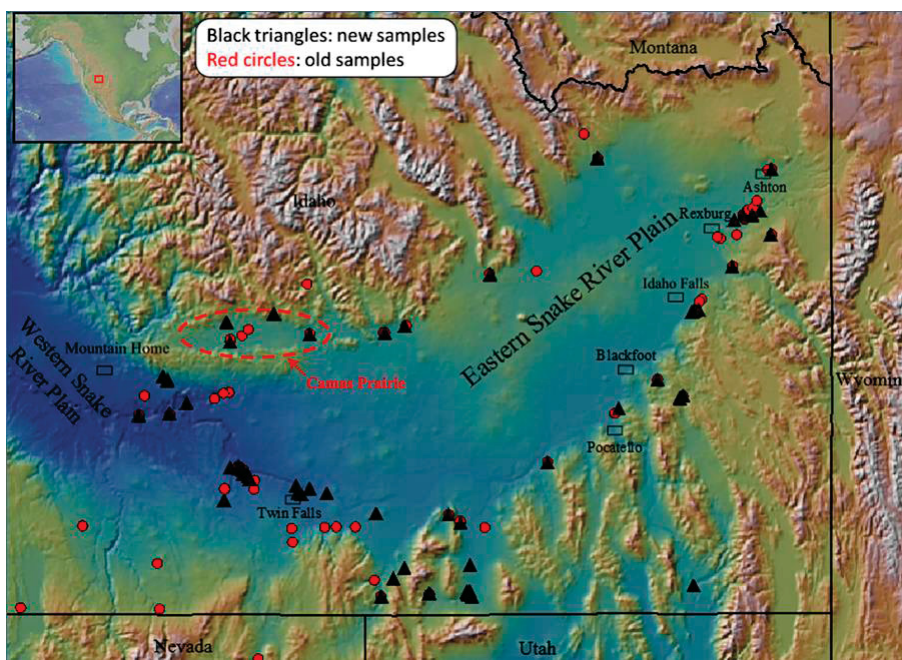 Black triangles: new samples
Red circles: old samples
Montana
Idaho
Ashton
Rexburg
Eastern Snake River Plain
Idaho Falls
Western Snake
River Plain
Mountain Home
Camas Prairie
Blackfoot
Wyomin
Pocatello
Twin Falls
Nevada
Utah